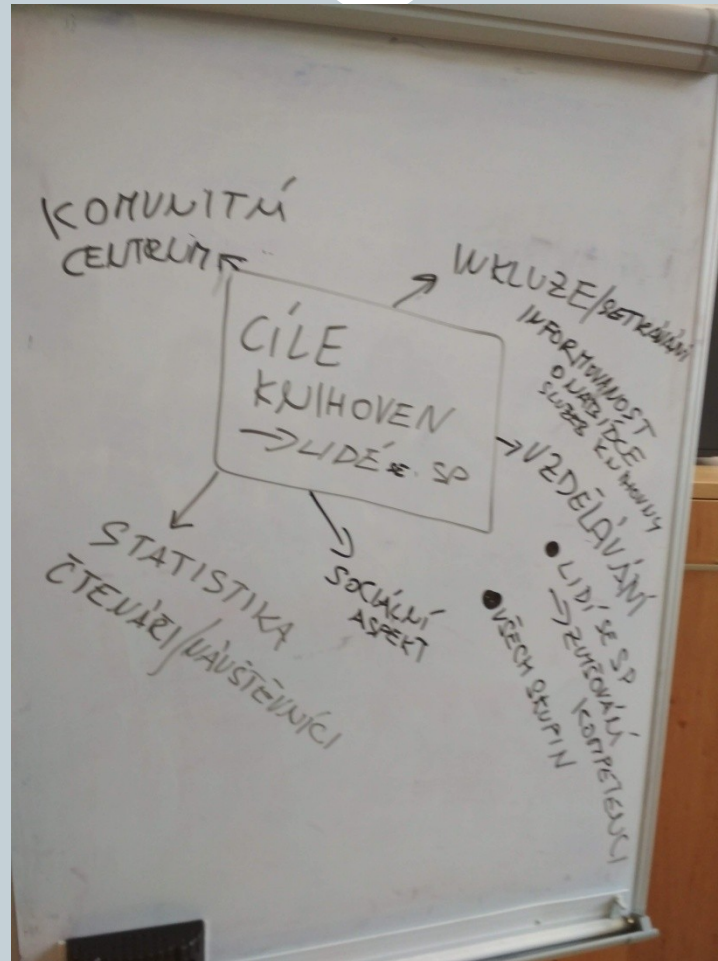 KOMUNITNÍ
CENTRUM
INKLUZE/SETKÁVÁNÍ
INFORMOVANOST
O NABÍDCE
SLUŽEB KNIHOVNY
CÍLE
KNIHOVEN
→ LIDÉ SE SP
VZDĚLÁVÁNÍ
• LIDÍ SE SP
→ ZVYŠOVÁNÍ
KOMPETENCÍ
• VŠECH SKUPIN
SOCIÁLNÍ
ASPEKT
STATISTIKA
ČTENÁŘI/NÁVŠTĚVNÍCI